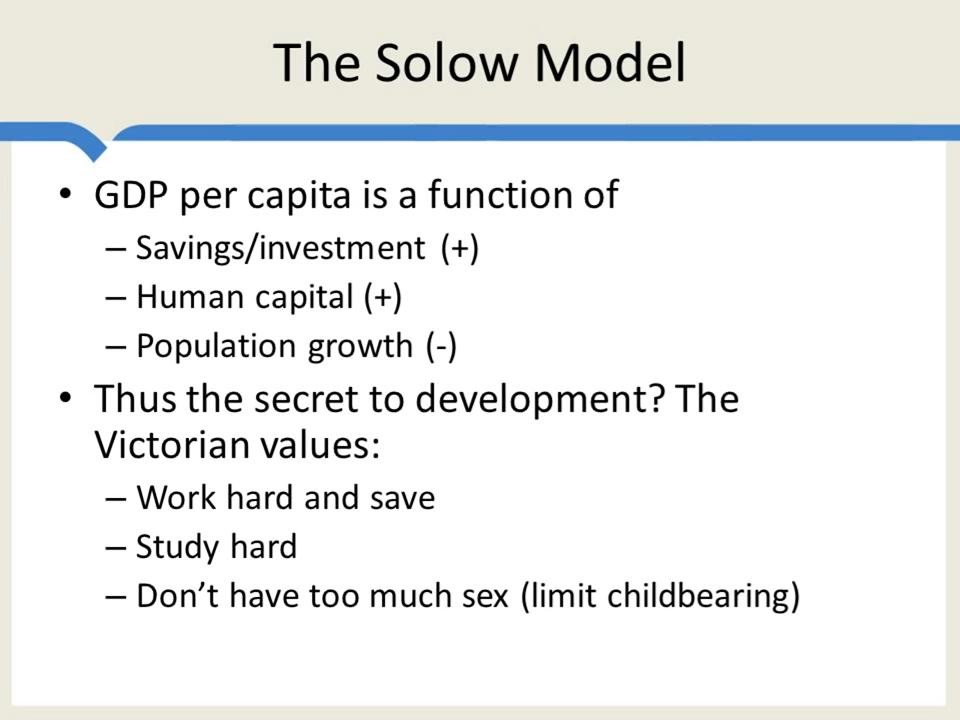 The Solow Model
• GDP per capita is a function of
– Savings/investment (+)
– Human capital (+)
– Population growth (-)
• Thus the secret to development? The
Victorian values:
– Work hard and save
– Study hard
– Don’t have too much sex (limit childbearing)